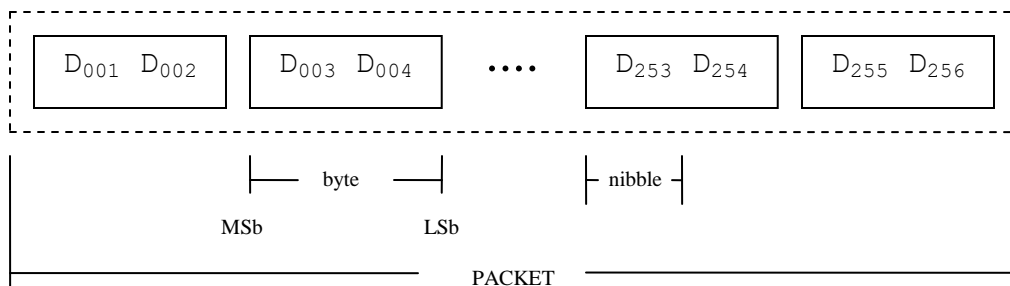 D001 D002 D003 D004 .... D253 D254 D255 D256
byte nibble
MSb LSb
PACKET